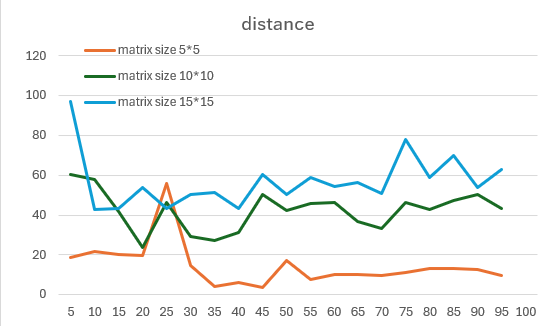 distance
120
matrix size 5*5
matrix size 10*10
100
matrix size 15*15
80
60
40
20
0
5 10 15 20 25 30 35 40 45 50 55 60 65 70 75 80 85 90 95 100